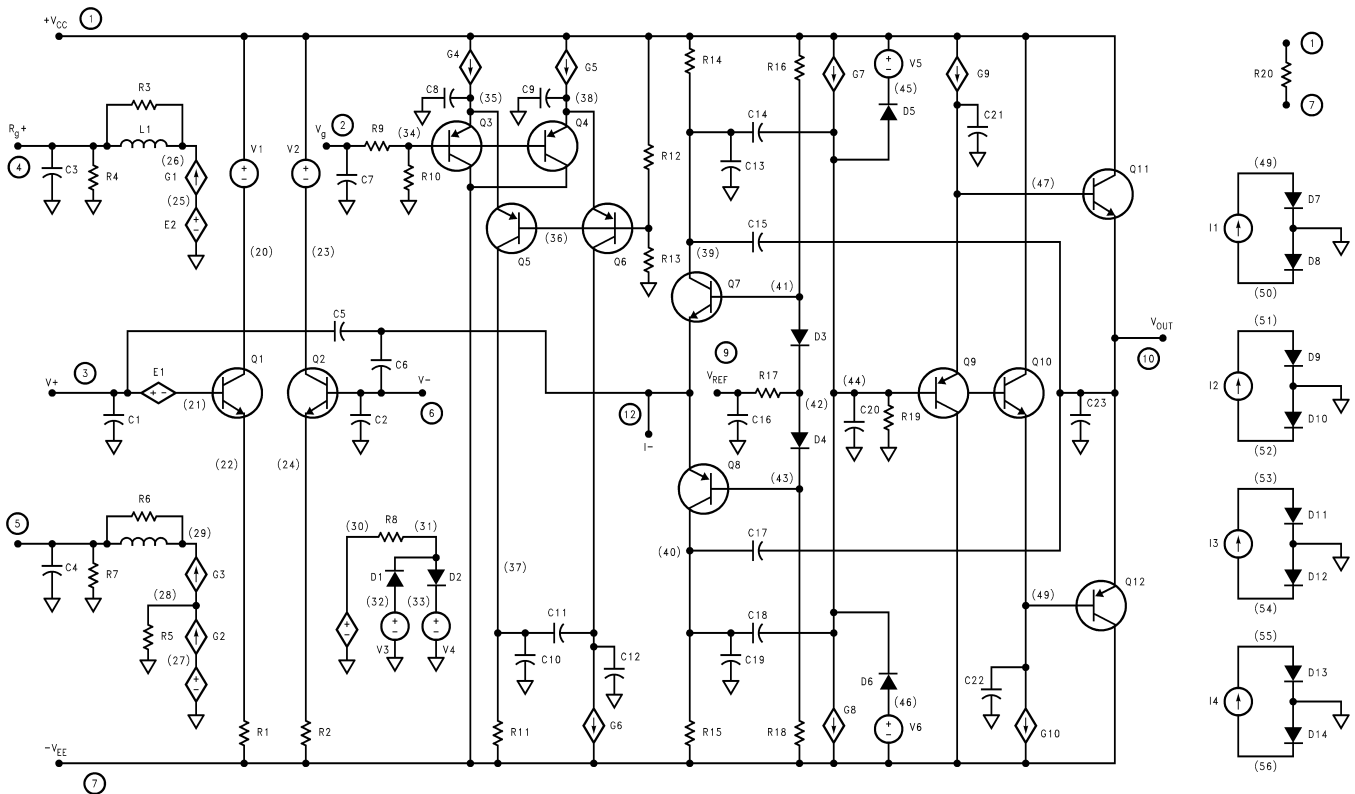 +VCC 1
G4
G5
R14
R16
G7
V5
G9
1
R20
7
(45)
D5
C8
(35)
C9
(38)
R3
L1
Rg+
4
C3
R4
(26)
G1
(25)
E2
V1
V2
Vg
2
R9
(34)
C7
R10
Q3
Q4
R12
C14
C13
C21
Q11
(47)
(49)
D7
I1
D8
(50)
(20)
(23)
Q5
(36)
Q6
R13
C15
(39)
Q7
(41)
C5
C6
D3
9
VREF
R17
(42)
C16
D4
VOUT
10
(51)
D9
I2
D10
(52)
V+
3
E1
Q1
Q2
V-
6
C1
(21)
C2
12
I-
(44)
C20
R19
Q9
Q10
C23
(22)
(24)
Q8
(43)
5
R6
(29)
C4
R7
G3
(28)
R5
G2
(27)
(30)
R8
(31)
D1
D2
(32)
(33)
V3
V4
(37)
C11
C10
C12
G6
(40)
C17
C18
C19
D6
(46)
V6
G8
(49)
C22
G10
Q12
(53)
D11
I3
D12
(54)
(55)
D13
I4
D14
(56)
R1
R2
R11
R15
R18
-VEE
7